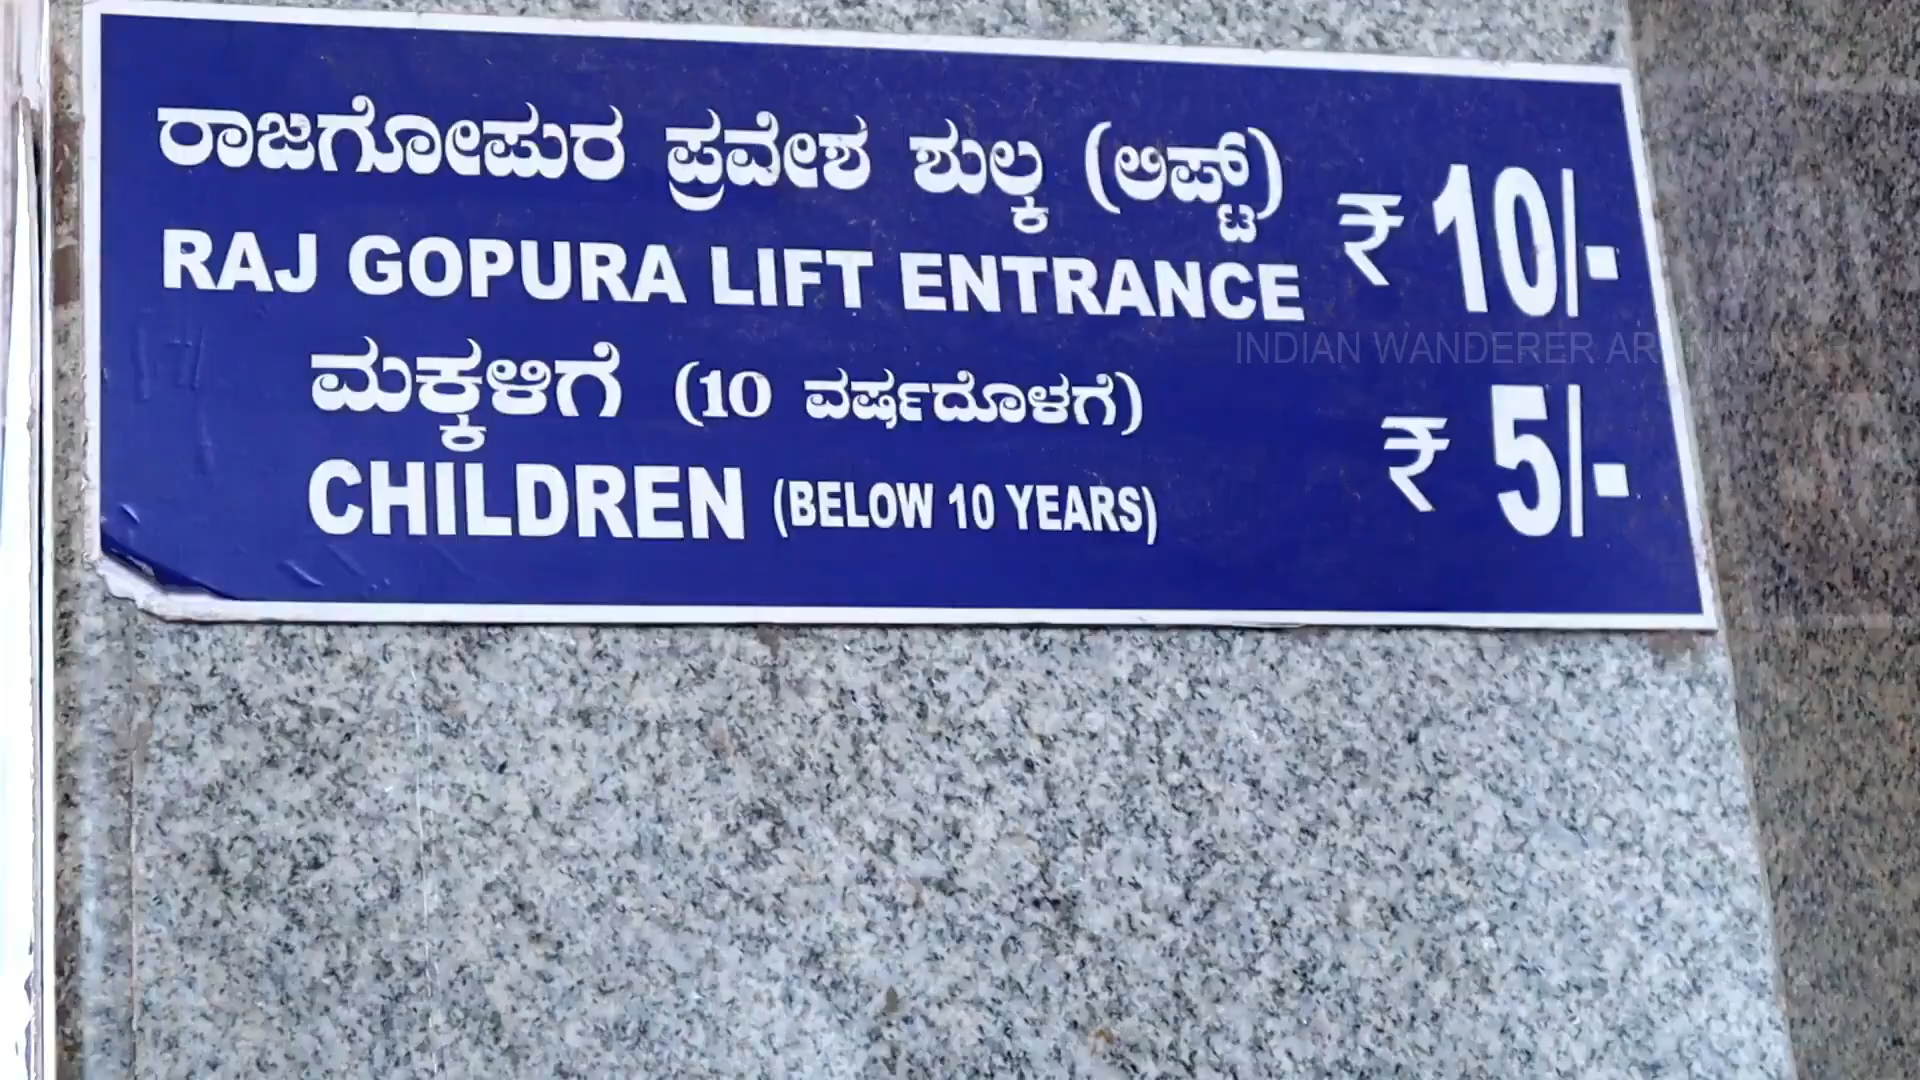 ರಾಜಗೋಪುರ ಪ್ರವೇಶ ಶುಲ್ಕ (ಲಿಫ್ಟ್) ₹ 10/-
RAJ GOPURA LIFT ENTRANCE
INDIAN WANDERER ARUNKUMAR
ಮಕ್ಕಳಿಗೆ (10 ವರ್ಷದೊಳಗೆ) ₹ 5/-
CHILDREN (BELOW 10 YEARS)